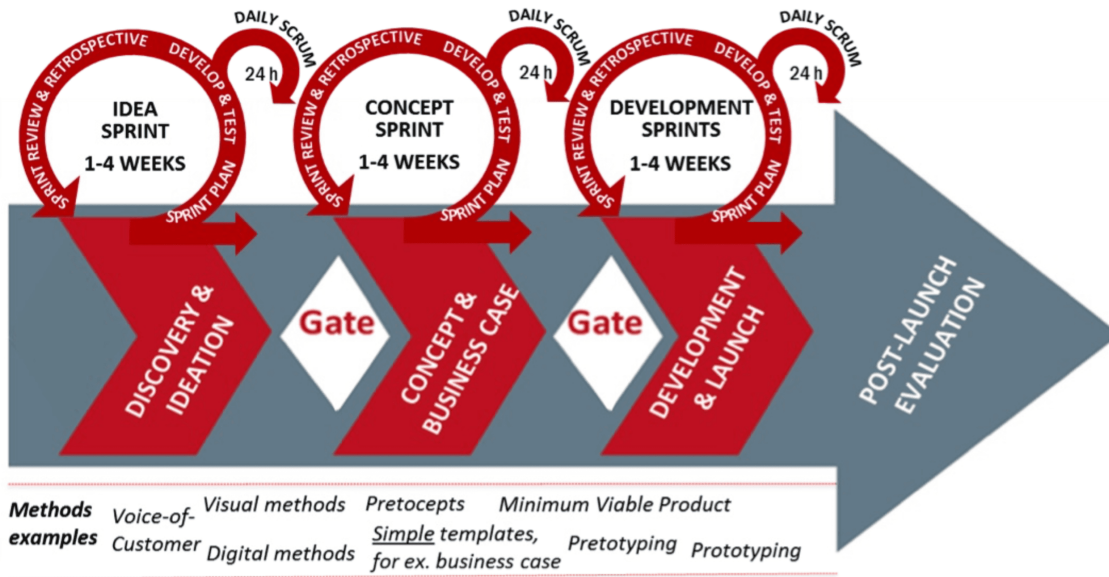 DAILY SCRUM
24 h
SPRINT REVIEW & RETROSPECTIVE
DEVELOP & TEST
SPRINT PLAN
IDEA
SPRINT
1-4 WEEKS
DAILY SCRUM
24 h
SPRINT REVIEW & RETROSPECTIVE
DEVELOP & TEST
SPRINT PLAN
CONCEPT
SPRINT
1-4 WEEKS
DAILY SCRUM
24 h
SPRINT REVIEW & RETROSPECTIVE
DEVELOP & TEST
SPRINT PLAN
DEVELOPMENT
SPRINTS
1-4 WEEKS
DISCOVERY &
IDEATION
Gate
CONCEPT &
BUSINESS CASE
Gate
DEVELOPMENT
& LAUNCH
POST-LAUNCH
EVALUATION
Methods
examples
Voice-of-
Customer
Visual methods
Digital methods
Pretocepts
Simple templates,
for ex. business case
Minimum Viable Product
Pretotyping
Prototyping